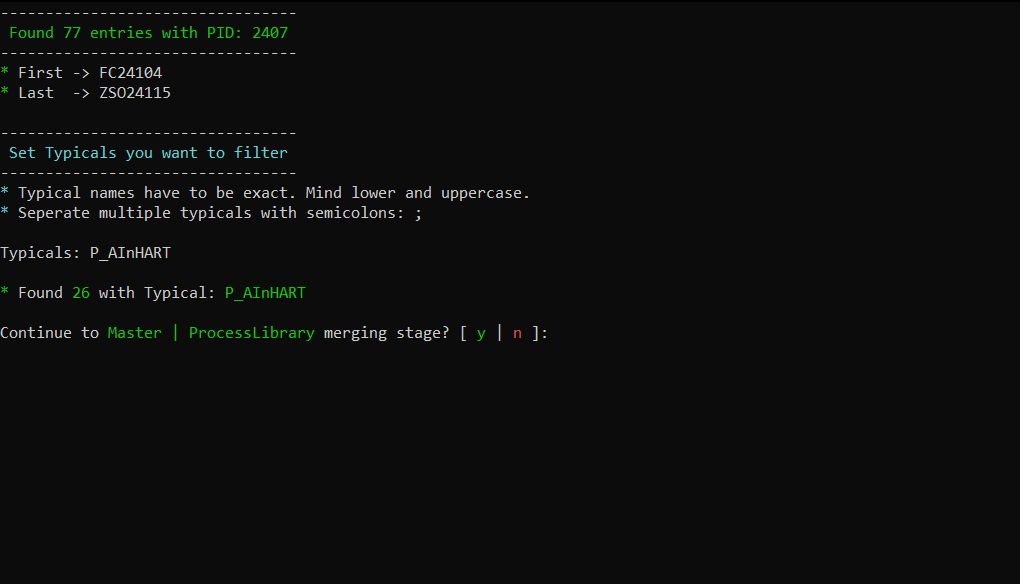 ---------------------------------
 Found 77 entries with PID: 2407
---------------------------------
* First -> FC24104
* Last  -> ZSO24115
---------------------------------
 Set Typicals you want to filter
---------------------------------
* Typical names have to be exact. Mind lower and uppercase.
* Seperate multiple typicals with semicolons: ;
Typicals: P_AInHART
* Found 26 with Typical: P_AInHART
Continue to Master | ProcessLibrary merging stage? [ y | n ]: